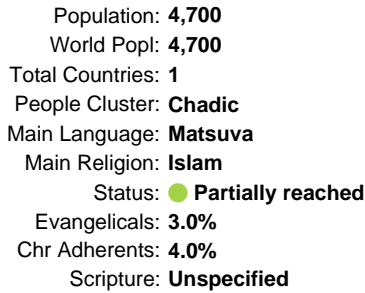 Population: 4,700
World Popl: 4,700
Total Countries: 1
People Cluster: Chadic
Main Language: Matsuva
Main Religion: Islam
Status: Partially reached
Evangelicals: 3.0%
Chr Adherents: 4.0%
Scripture: Unspecified